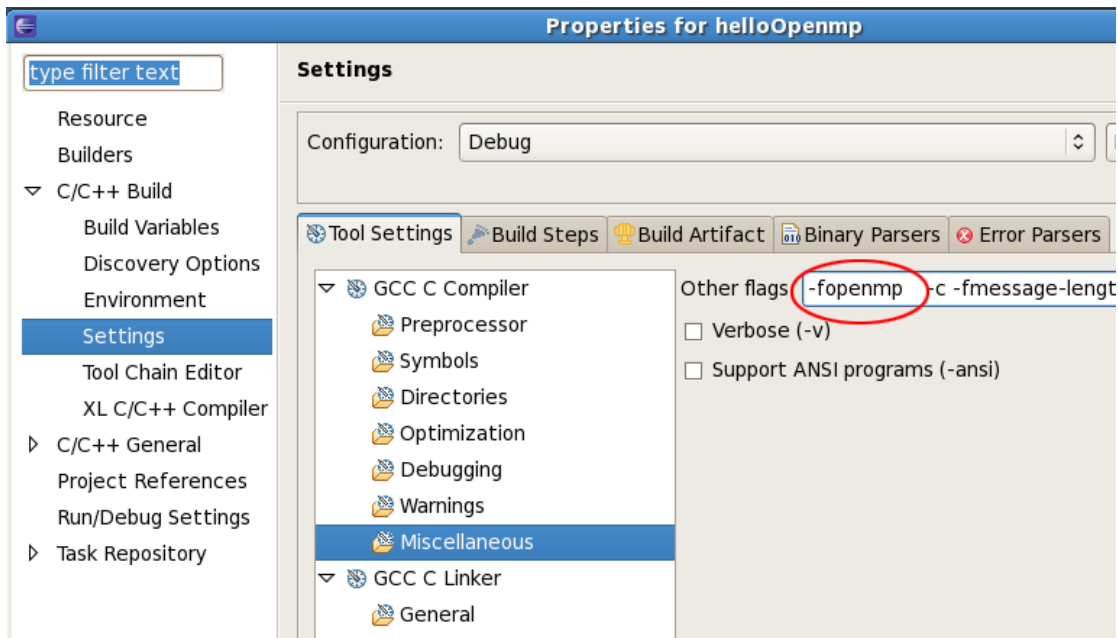 Properties for helloOpenmp
type filter text
Resource
Builders
C/C++ Build
Build Variables
Discovery Options
Environment
Settings
Tool Chain Editor
XL C/C++ Compiler
C/C++ General
Project References
Run/Debug Settings
Task Repository
Settings
Configuration: Debug
Tool Settings Build Steps Build Artifact Binary Parsers Error Parsers
GCC C Compiler
Preprocessor
Symbols
Directories
Optimization
Debugging
Warnings
Miscellaneous
GCC C Linker
General
Other flags -fopenmp -c -fmessage-lengt
Verbose (-v)
Support ANSI programs (-ansi)